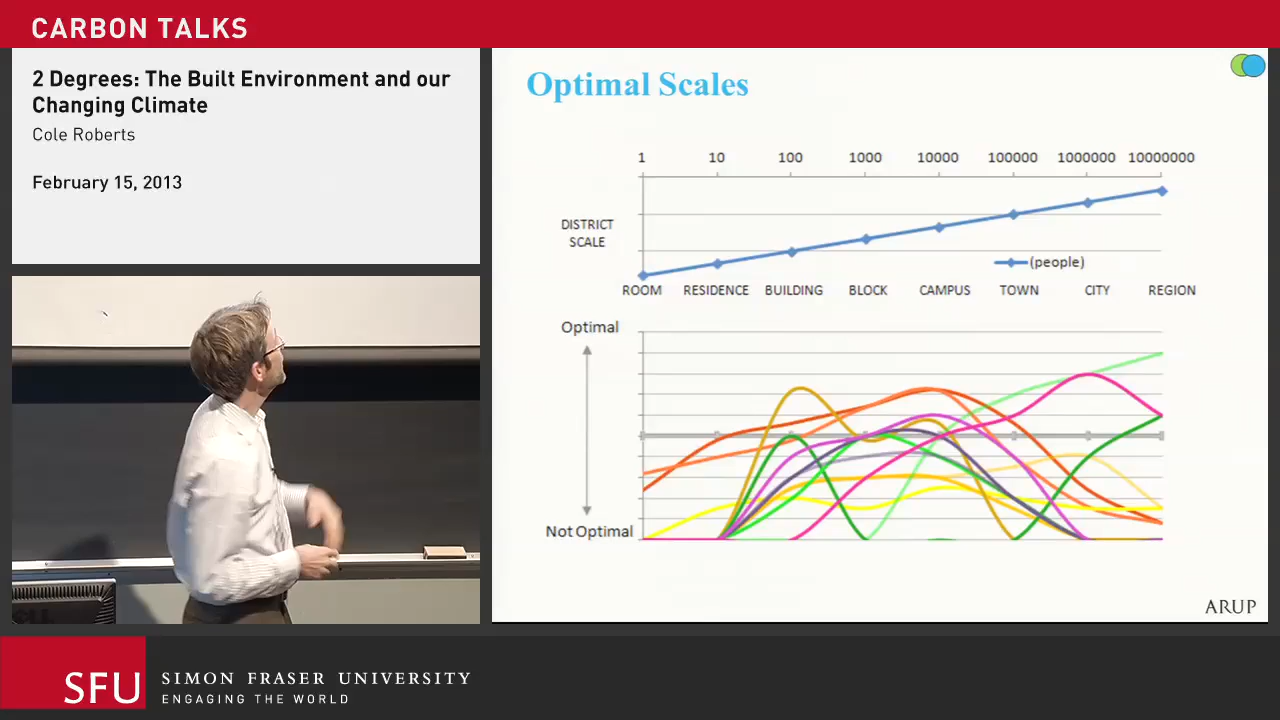 CARBON TALKS
2 Degrees: The Built Environment and our
Changing Climate
Cole Roberts
February 15, 2013
Optimal Scales
1 10 100 1000 10000 100000 1000000 10000000
DISTRICT
SCALE
(people)
ROOM RESIDENCE BUILDING BLOCK CAMPUS TOWN CITY REGION
Optimal
Not Optimal
ARUP
DELL
SFU
SIMON FRASER UNIVERSITY
ENGAGING THE WORLD